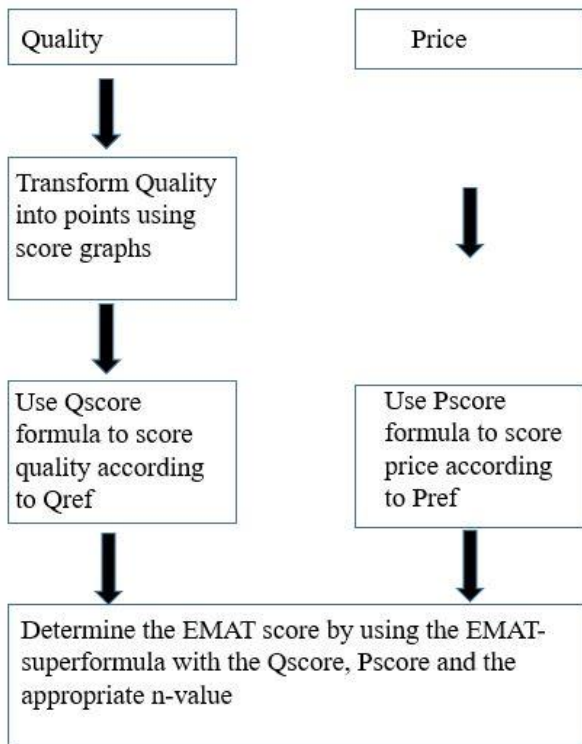 Quality
Price
Transform Quality
into points using
score graphs
Use Qscore
formula to score
quality according
to Qref
Use Pscore
formula to score
price according
to Pref
Determine the EMAT score by using the EMAT-
superformula with the Qscore, Pscore and the
appropriate n-value